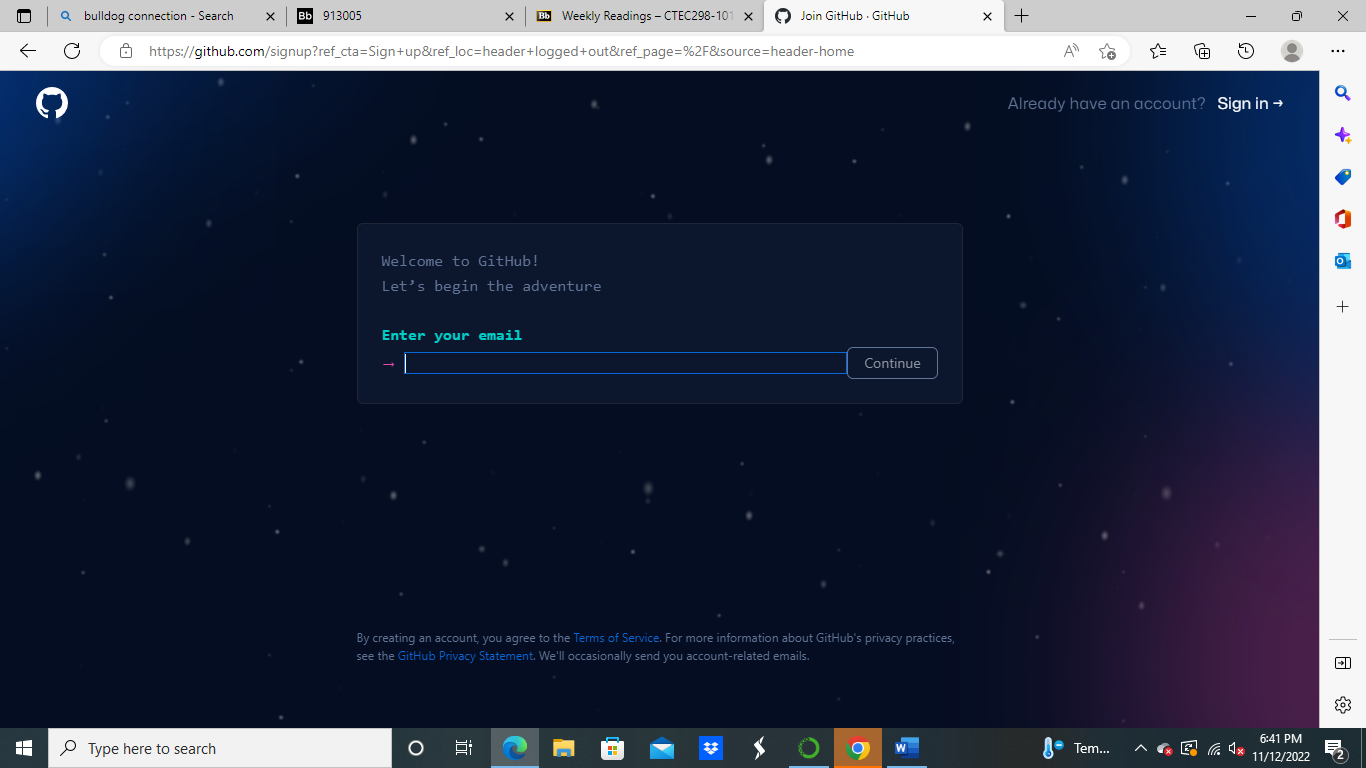 bulldog connection - Search
Bb 913005
Bb Weekly Readings – CTEC298-101
Join GitHub · GitHub
https://github.com/signup?ref_cta=Sign+up&ref_loc=header+logged+out&ref_page=%2F&source=header-home
Already have an account? Sign in →
Welcome to GitHub!
Let’s begin the adventure
Enter your email
→
Continue
By creating an account, you agree to the Terms of Service. For more information about GitHub's privacy practices,
see the GitHub Privacy Statement. We'll occasionally send you account-related emails.
Type here to search
Tem...
6:41 PM
11/12/2022
2